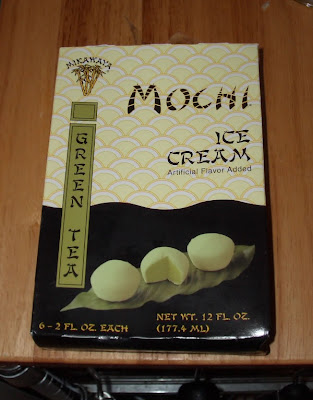 MIKAWAYA
MOCHI
ICE
CREAM
Artificial Flavor Added
GREEN TEA
6-2 FL OZ. EACH
NET WT. 12 FL OZ.
(177.4 ML)